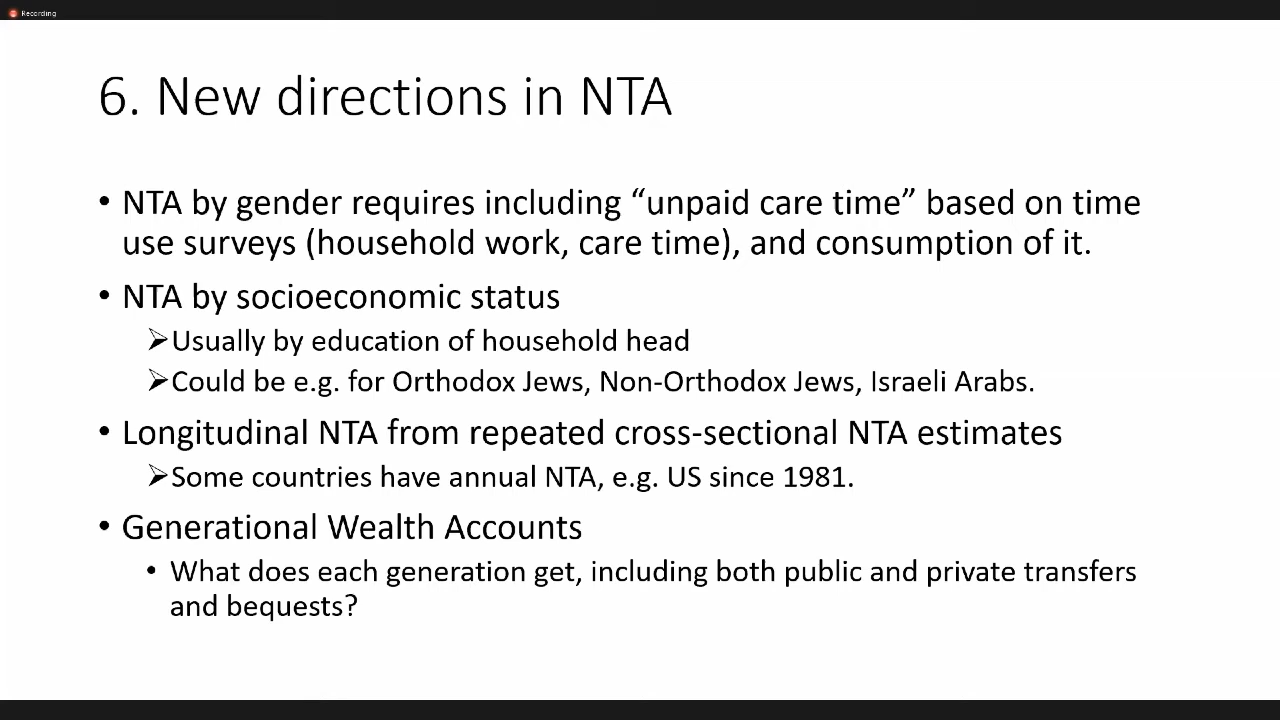 Recording
6. New directions in NTA
• NTA by gender requires including “unpaid care time” based on time
use surveys (household work, care time), and consumption of it.
• NTA by socioeconomic status
➢Usually by education of household head
➢Could be e.g. for Orthodox Jews, Non-Orthodox Jews, Israeli Arabs.
• Longitudinal NTA from repeated cross-sectional NTA estimates
➢Some countries have annual NTA, e.g. US since 1981.
• Generational Wealth Accounts
• What does each generation get, including both public and private transfers
and bequests?